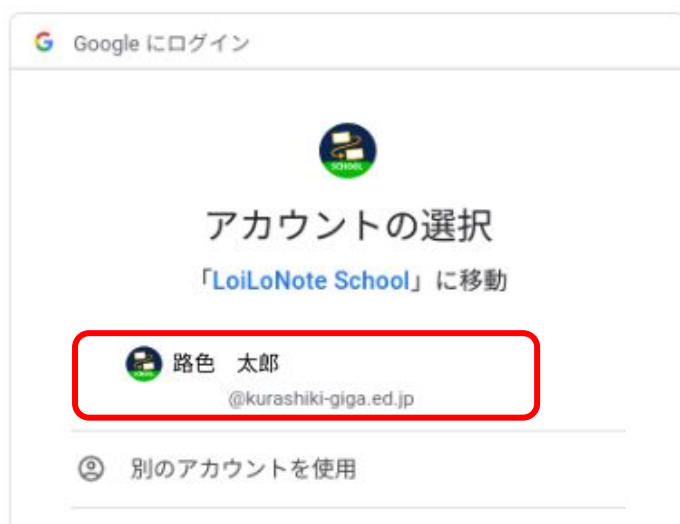 G Google にログイン
SCHOOL
アカウントの選択
「LoiLoNote School」に移動
SCHOOL
路色　太郎
@kurashiki-giga.ed.jp
別のアカウントを使用